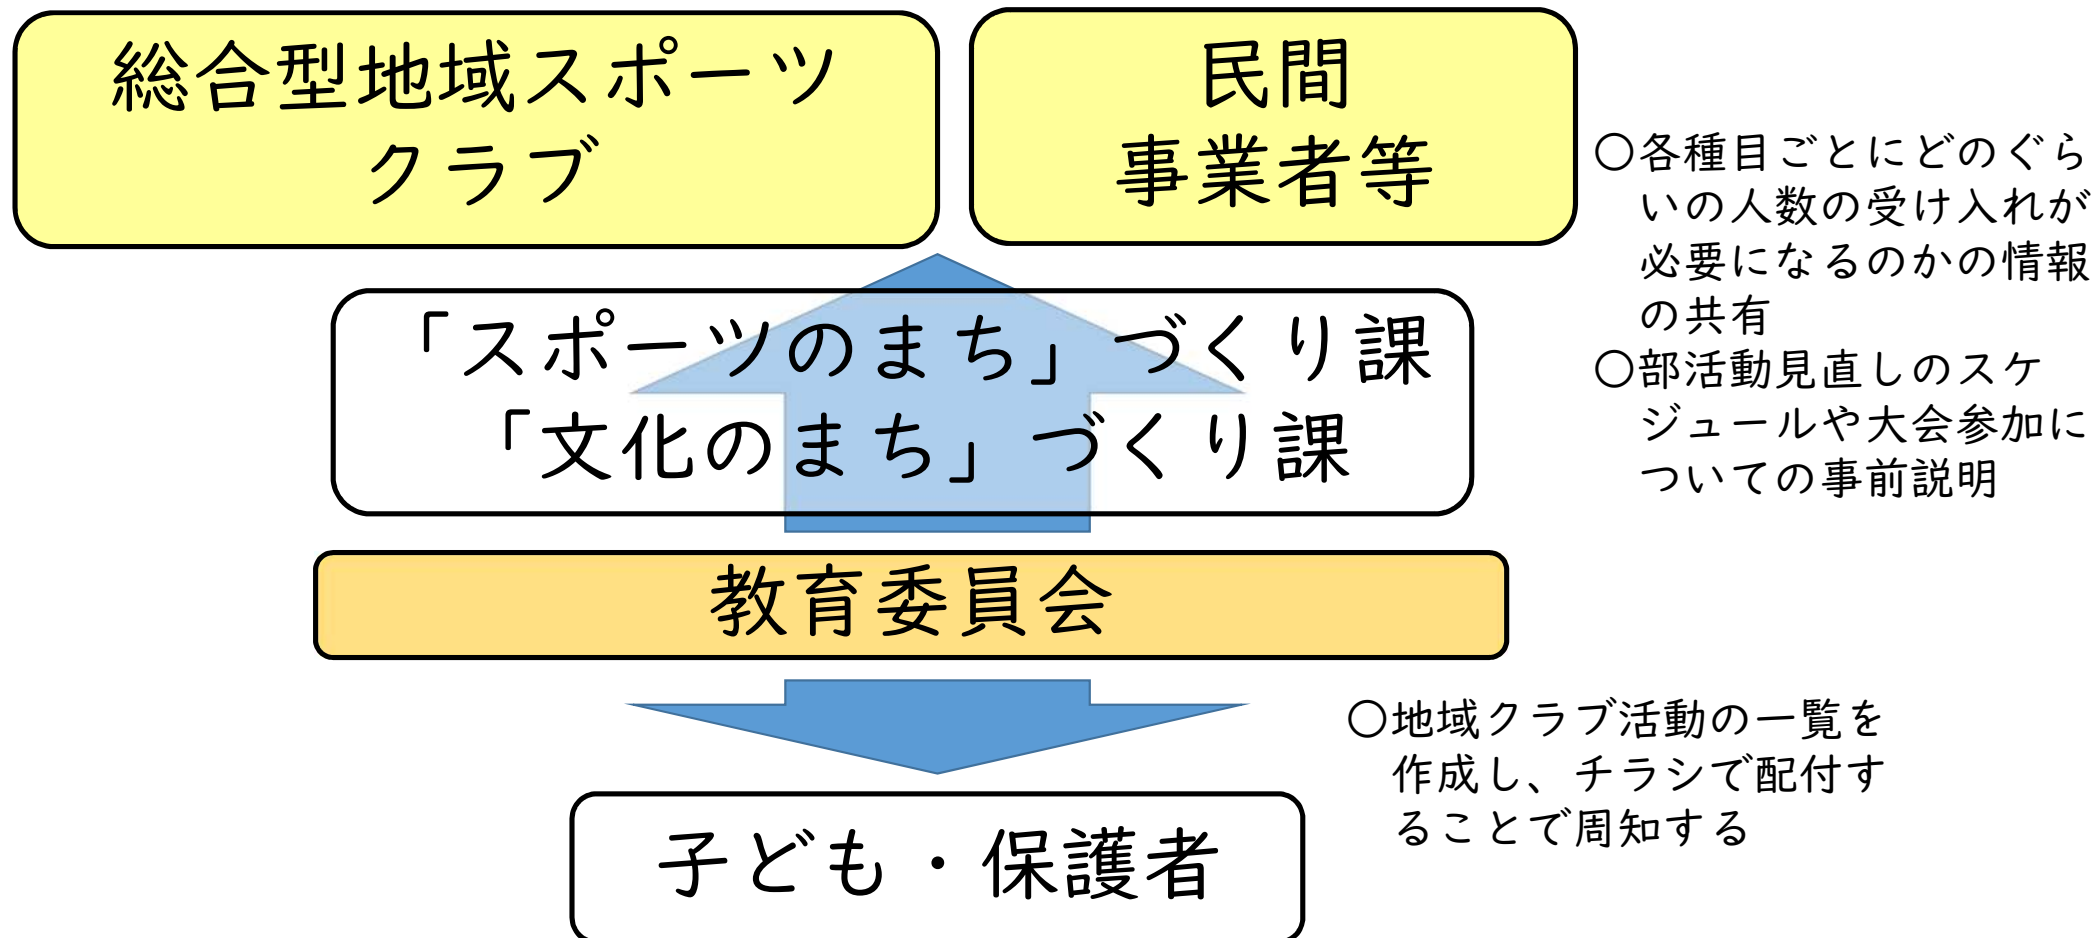 総合型地域スポーツ
クラブ
民間
事業者等
○各種目ごとにどのぐら
いの人数の受け入れが
必要になるのかの情報
の共有
○部活動見直しのスケ
ジュールや大会参加に
ついての事前説明
「スポーツのまち」づくり課
「文化のまち」づくり課
教育委員会
○地域クラブ活動の一覧を
作成し、チラシで配付す
ることで周知する
子ども・保護者